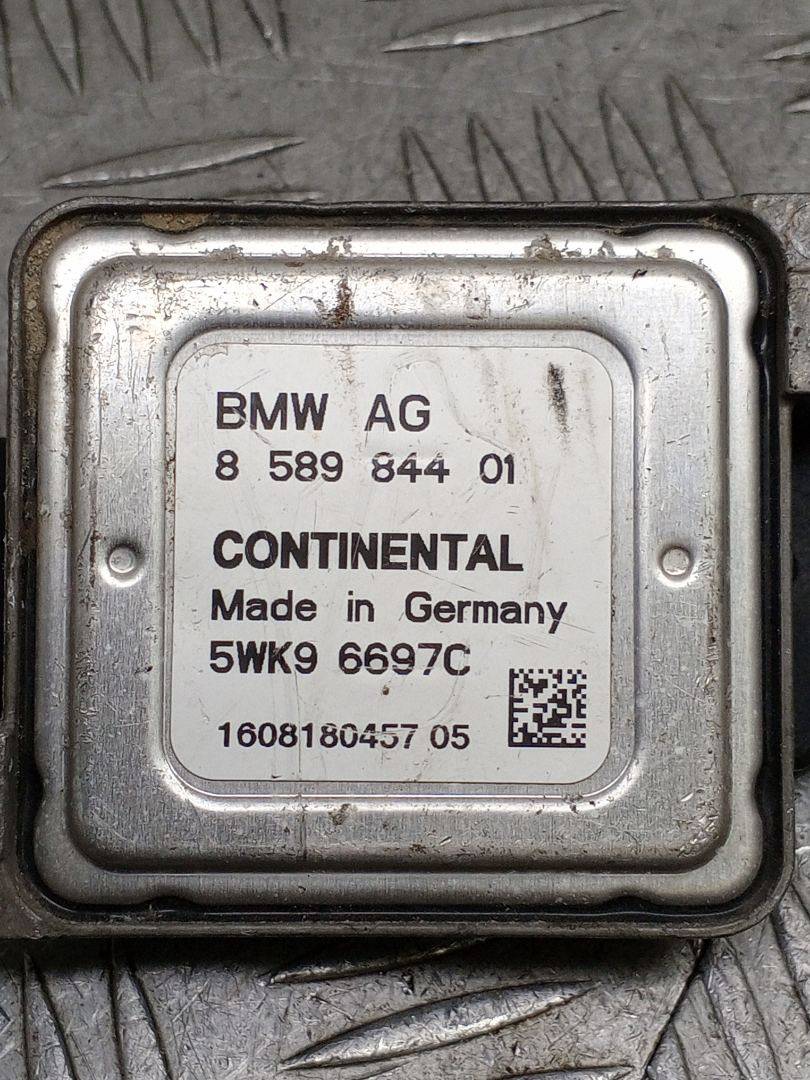 BMW AG
8 589 844 01
CONTINENTAL
Made in Germany
5WK9 6697C
1608180457 05